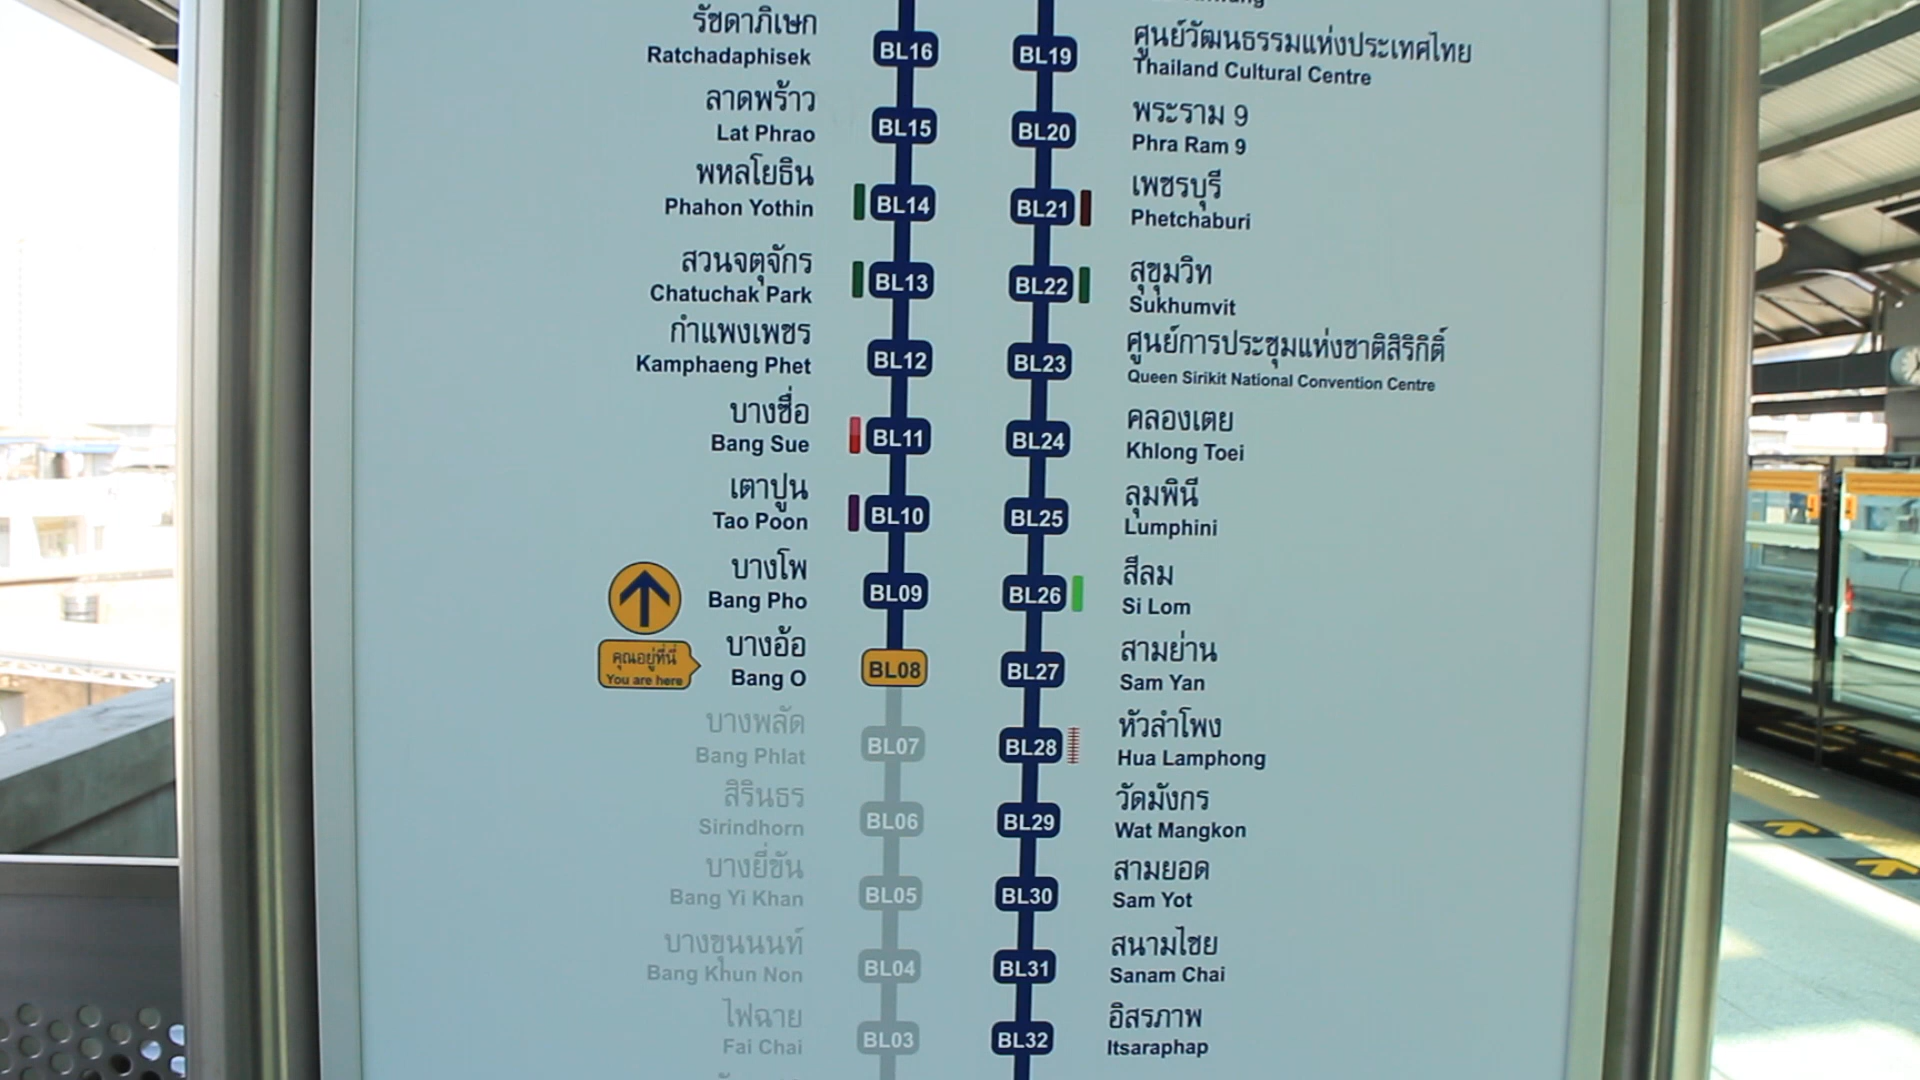 รัชดาภิเษก
Ratchadaphisek
BL16
ลาดพร้าว
Lat Phrao
BL15
พหลโยธิน
Phahon Yothin
BL14
สวนจตุจักร
Chatuchak Park
BL13
กำแพงเพชร
Kamphaeng Phet
BL12
บางซื่อ
Bang Sue
BL11
เตาปูน
Tao Poon
BL10
บางโพ
Bang Pho
BL09
บางอ้อ
Bang O
BL08
คุณอยู่ที่นี่
You are here
บางพลัด
Bang Phlat
BL07
สิรินธร
Sirindhorn
BL06
บางยี่ขัน
Bang Yi Khan
BL05
บางขุนนนท์
Bang Khun Non
BL04
ไฟฉาย
Fai Chai
BL03
BL19
ศูนย์วัฒนธรรมแห่งประเทศไทย
Thailand Cultural Centre
BL20
พระราม 9
Phra Ram 9
BL21
เพชรบุรี
Phetchaburi
BL22
สุขุมวิท
Sukhumvit
BL23
ศูนย์การประชุมแห่งชาติสิริกิติ์
Queen Sirikit National Convention Centre
BL24
คลองเตย
Khlong Toei
BL25
ลุมพินี
Lumphini
BL26
สีลม
Si Lom
BL27
สามย่าน
Sam Yan
BL28
หัวลำโพง
Hua Lamphong
BL29
วัดมังกร
Wat Mangkon
BL30
สามยอด
Sam Yot
BL31
สนามไชย
Sanam Chai
BL32
อิสรภาพ
Itsaraphap